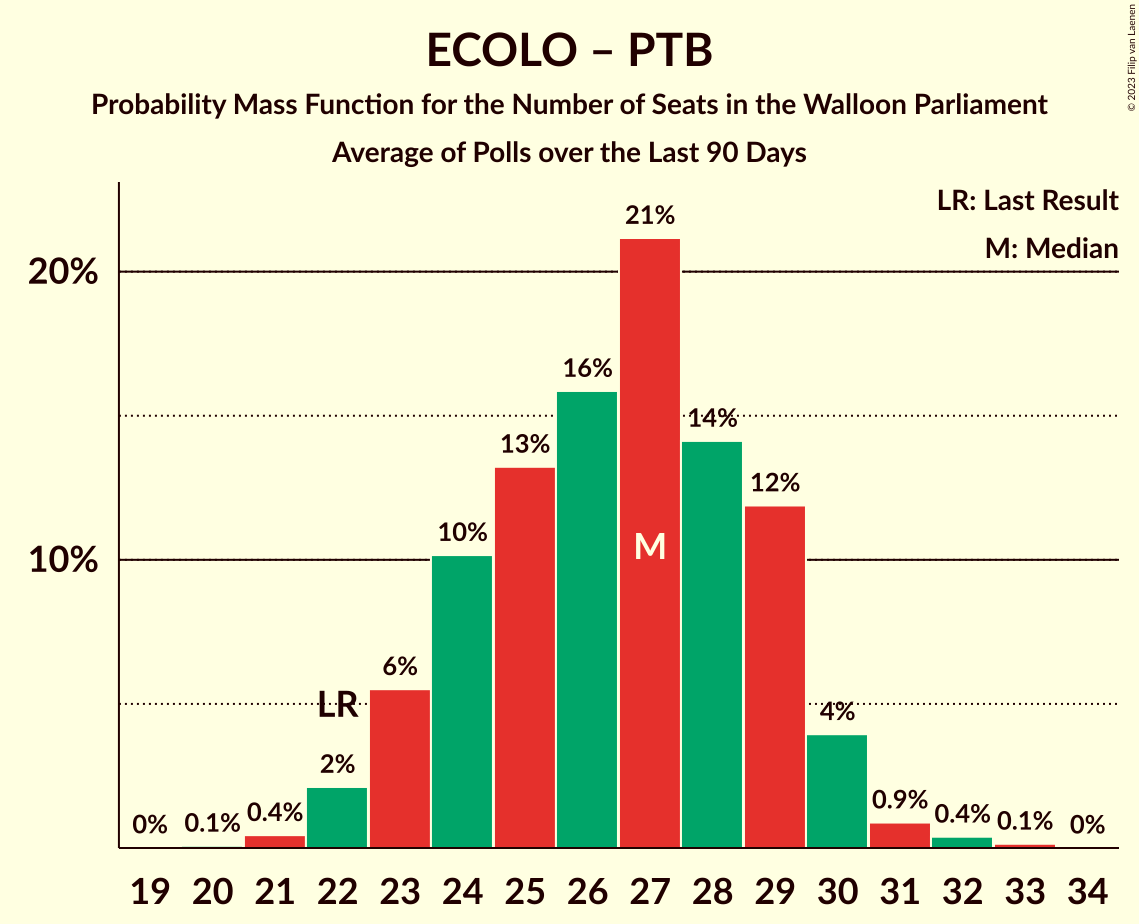 ECOLO – PTB
Probability Mass Function for the Number of Seats in the Walloon Parliament
Average of Polls over the Last 90 Days
© 2023 Filip van Laenen
LR: Last Result
M: Median
20%
10%
0%
0.1%
0.4%
2%
LR
6%
10%
13%
16%
21%
M
14%
12%
4%
0.9%
0.4%
0.1%
0%
19 20 21 22 23 24 25 26 27 28 29 30 31 32 33 34